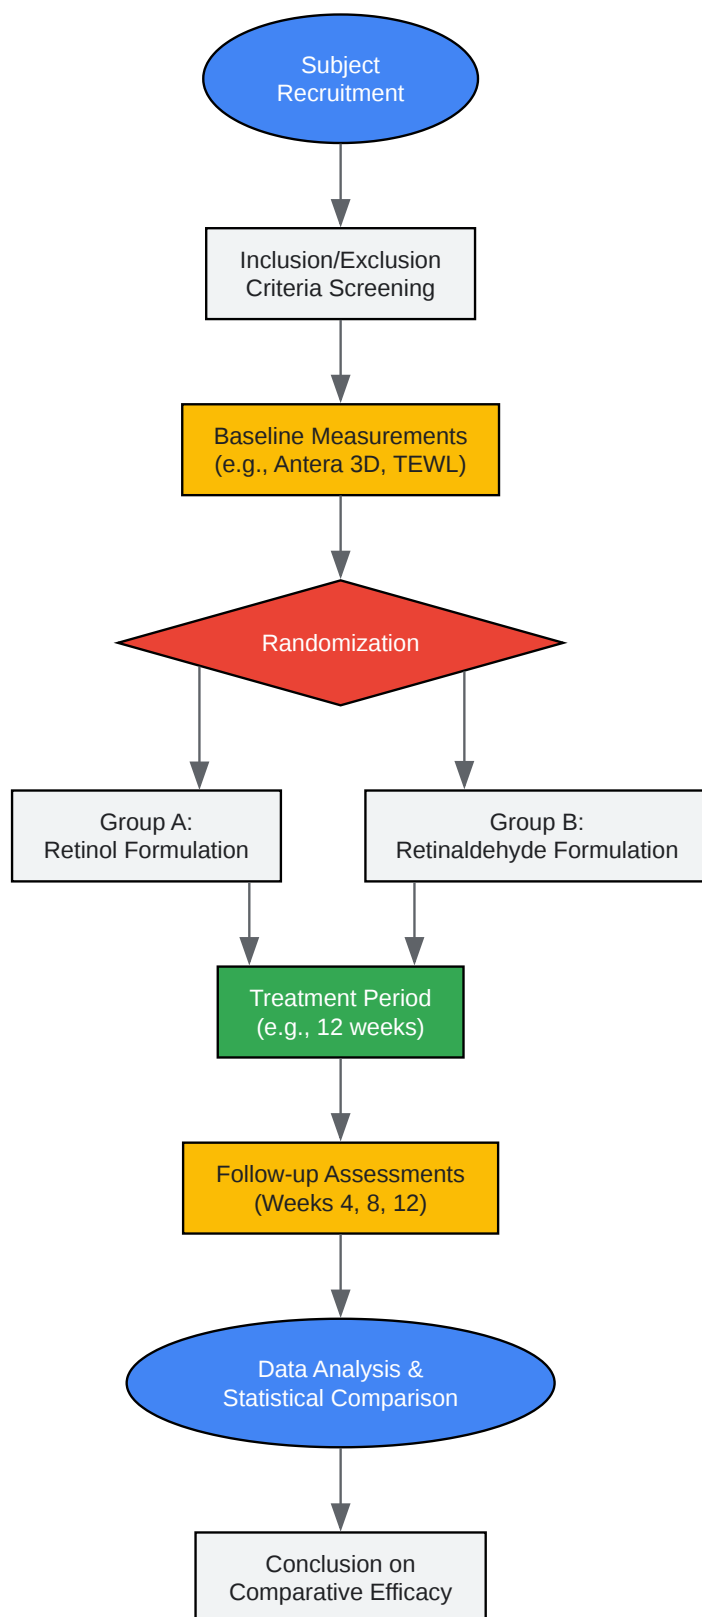 Subject
Recruitment
Inclusion/Exclusion
Criteria Screening
Baseline Measurements
(e.g., Antera 3D, TEWL)
Randomization
Group A:
Retinol Formulation
Group B:
Retinaldehyde Formulation
Treatment Period
(e.g., 12 weeks)
Follow-up Assessments
(Weeks 4, 8, 12)
Data Analysis &
Statistical Comparison
Conclusion on
Comparative Efficacy